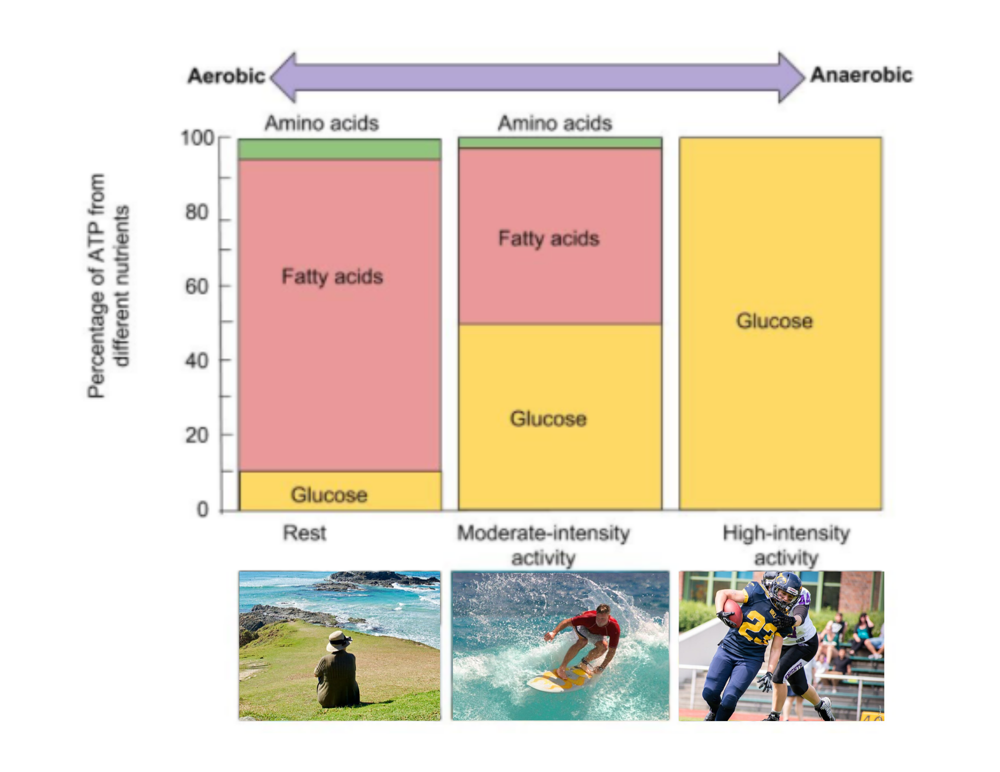 Aerobic
Anaerobic
Amino acids
Amino acids
100
80
60
40
20
0
Percentage of ATP from
different nutrients
Fatty acids
Glucose
Fatty acids
Glucose
Glucose
Rest
Moderate-intensity
activity
High-intensity
activity
23
44
KNIGHTS